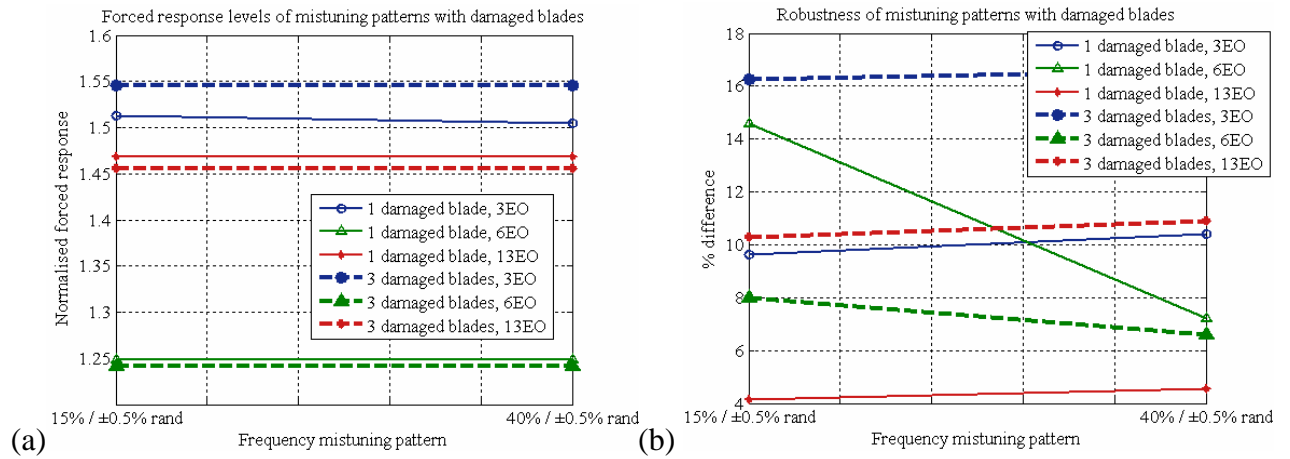 Forced response levels of mistuning patterns with damaged blades
1.6
1.55
1.5
1.45
1.4
1.35
1.3
1.25
Normalised forced response
1 damaged blade, 3EO
1 damaged blade, 6EO
1 damaged blade, 13EO
3 damaged blades, 3EO
3 damaged blades, 6EO
3 damaged blades, 13EO
15% / ±0.5% rand
40% / ±0.5% rand
Frequency mistuning pattern
(a)
Robustness of mistuning patterns with damaged blades
18
16
14
12
10
8
6
4
% difference
1 damaged blade, 3EO
1 damaged blade, 6EO
1 damaged blade, 13EO
3 damaged blades, 3EO
3 damaged blades, 6EO
3 damaged blades, 13EO
15% / ±0.5% rand
40% / ±0.5% rand
Frequency mistuning pattern
(b)